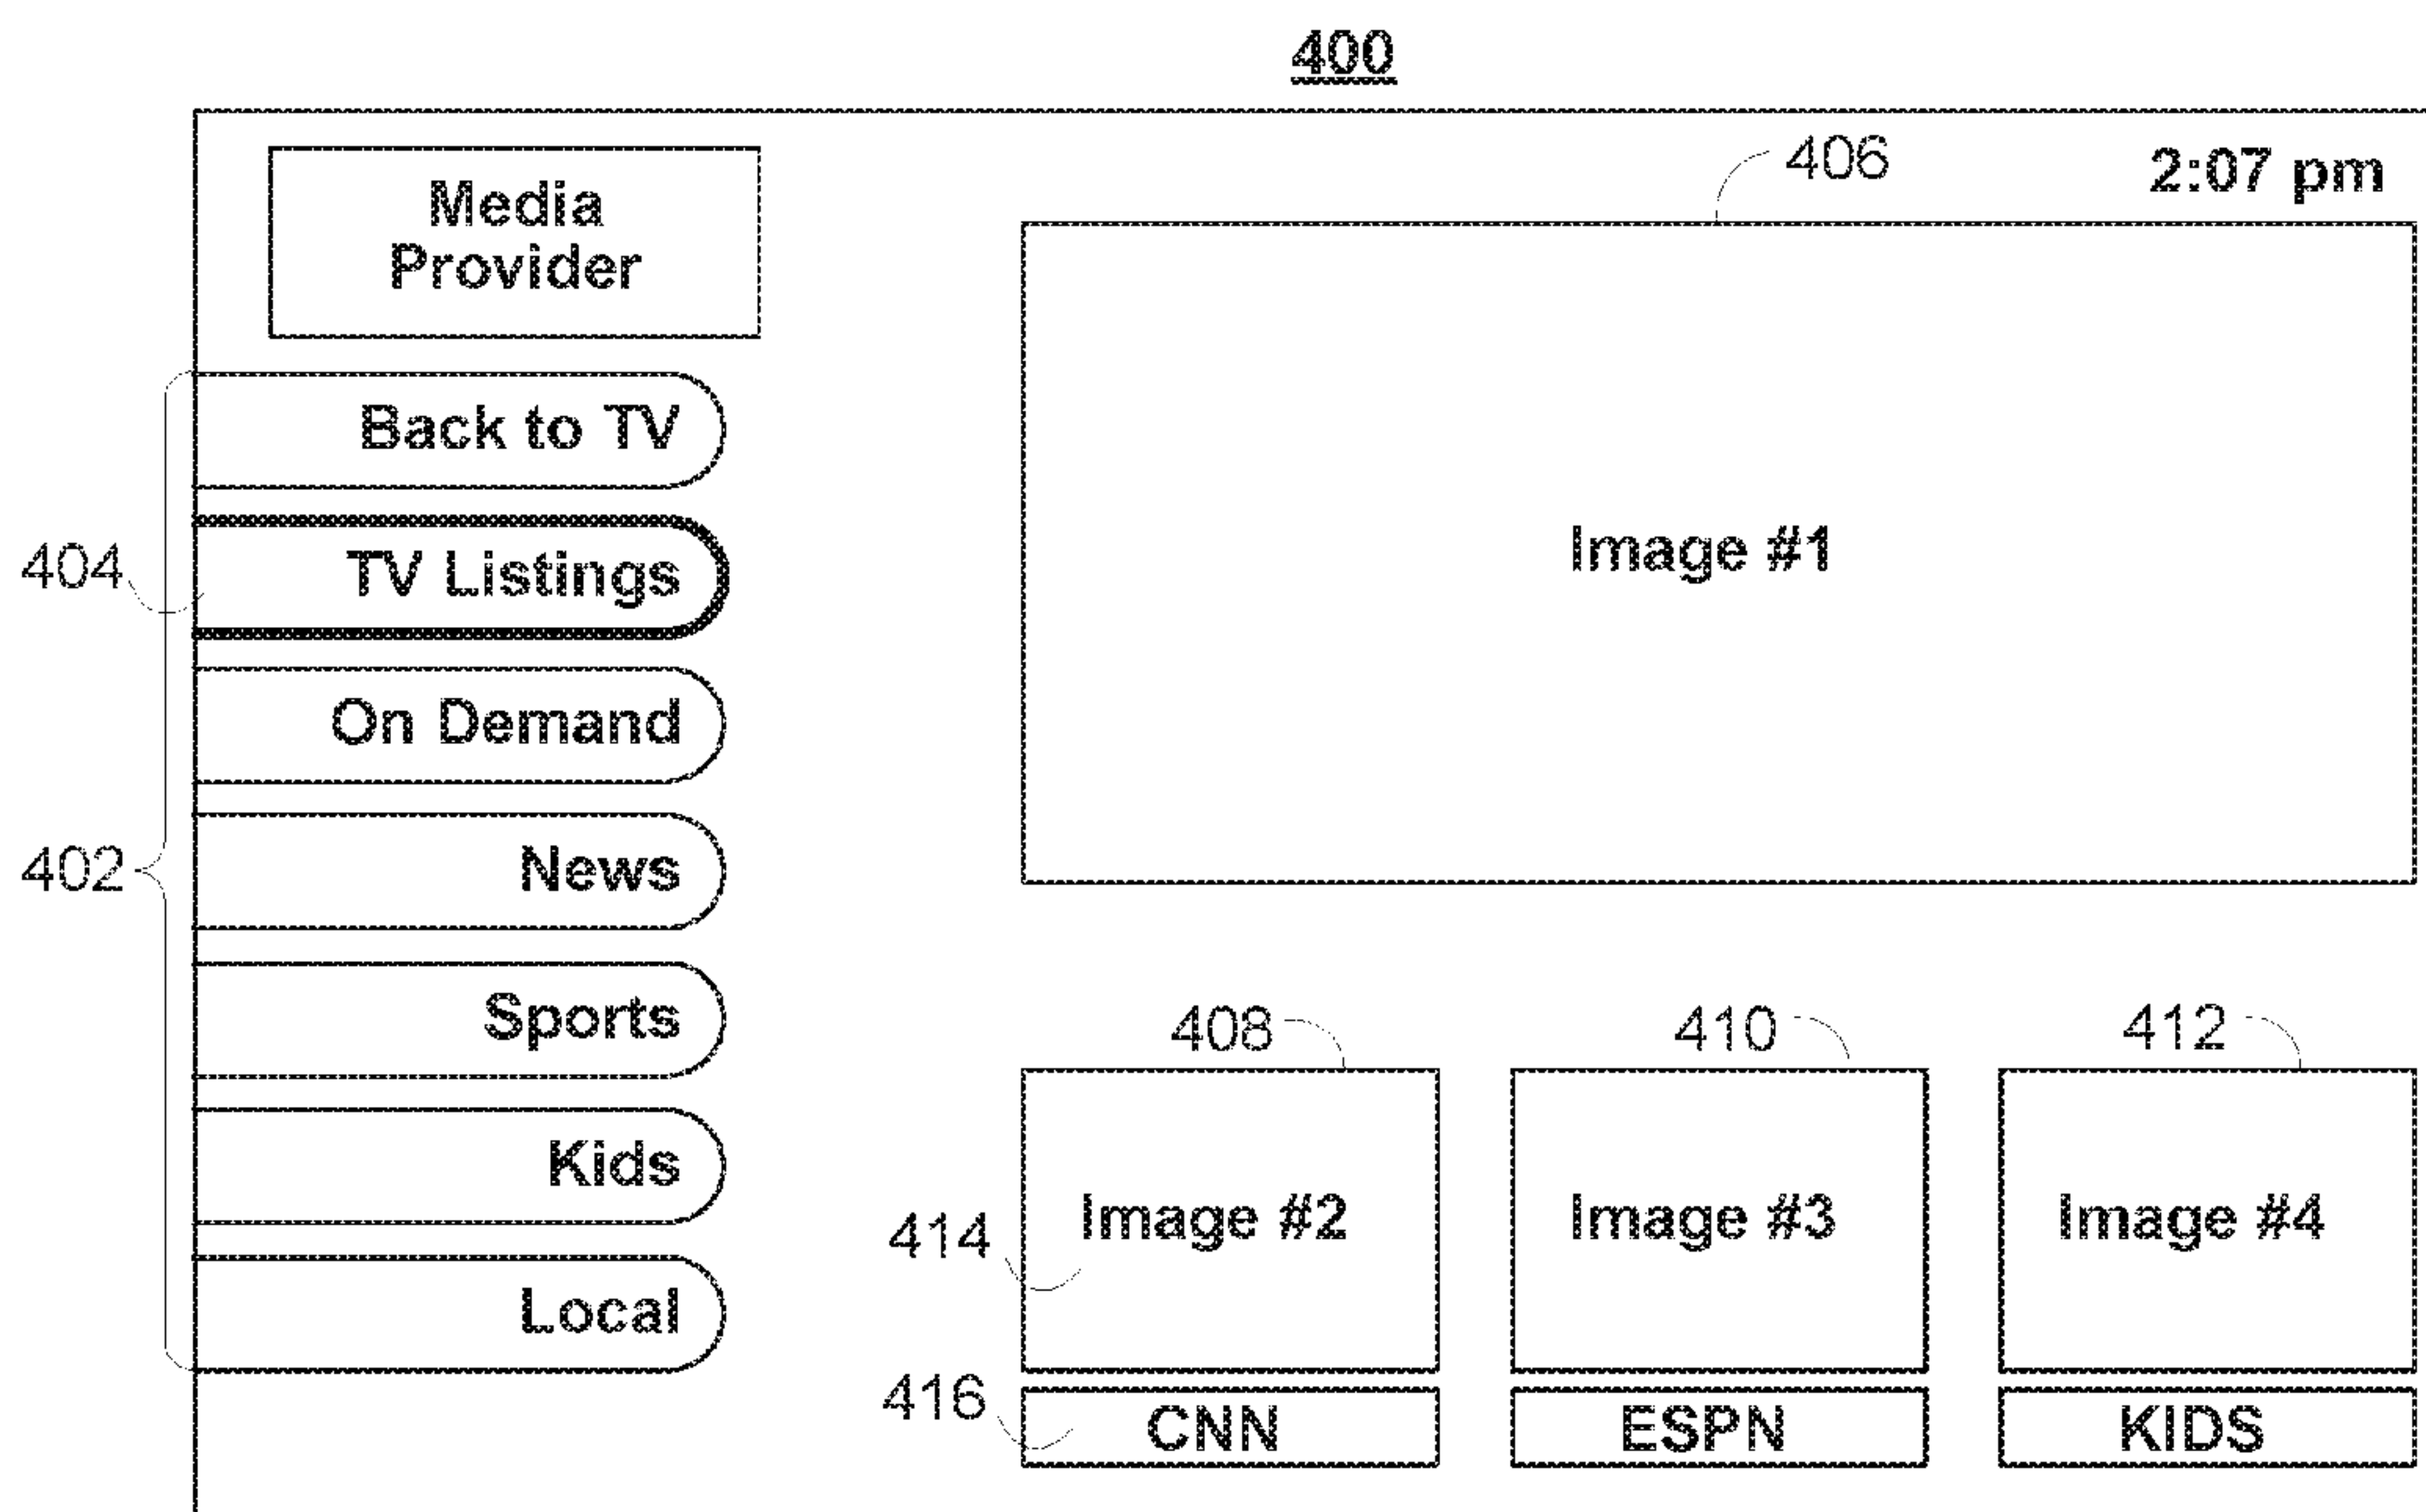 400
406
2:07 pm
Media
Provider
Back to TV
404
TV Listings
On Demand
402
News
Sports
Kids
Local
Image #1
408
410
412
414
Image #2
Image #3
Image #4
416
CNN
ESPN
KIDS